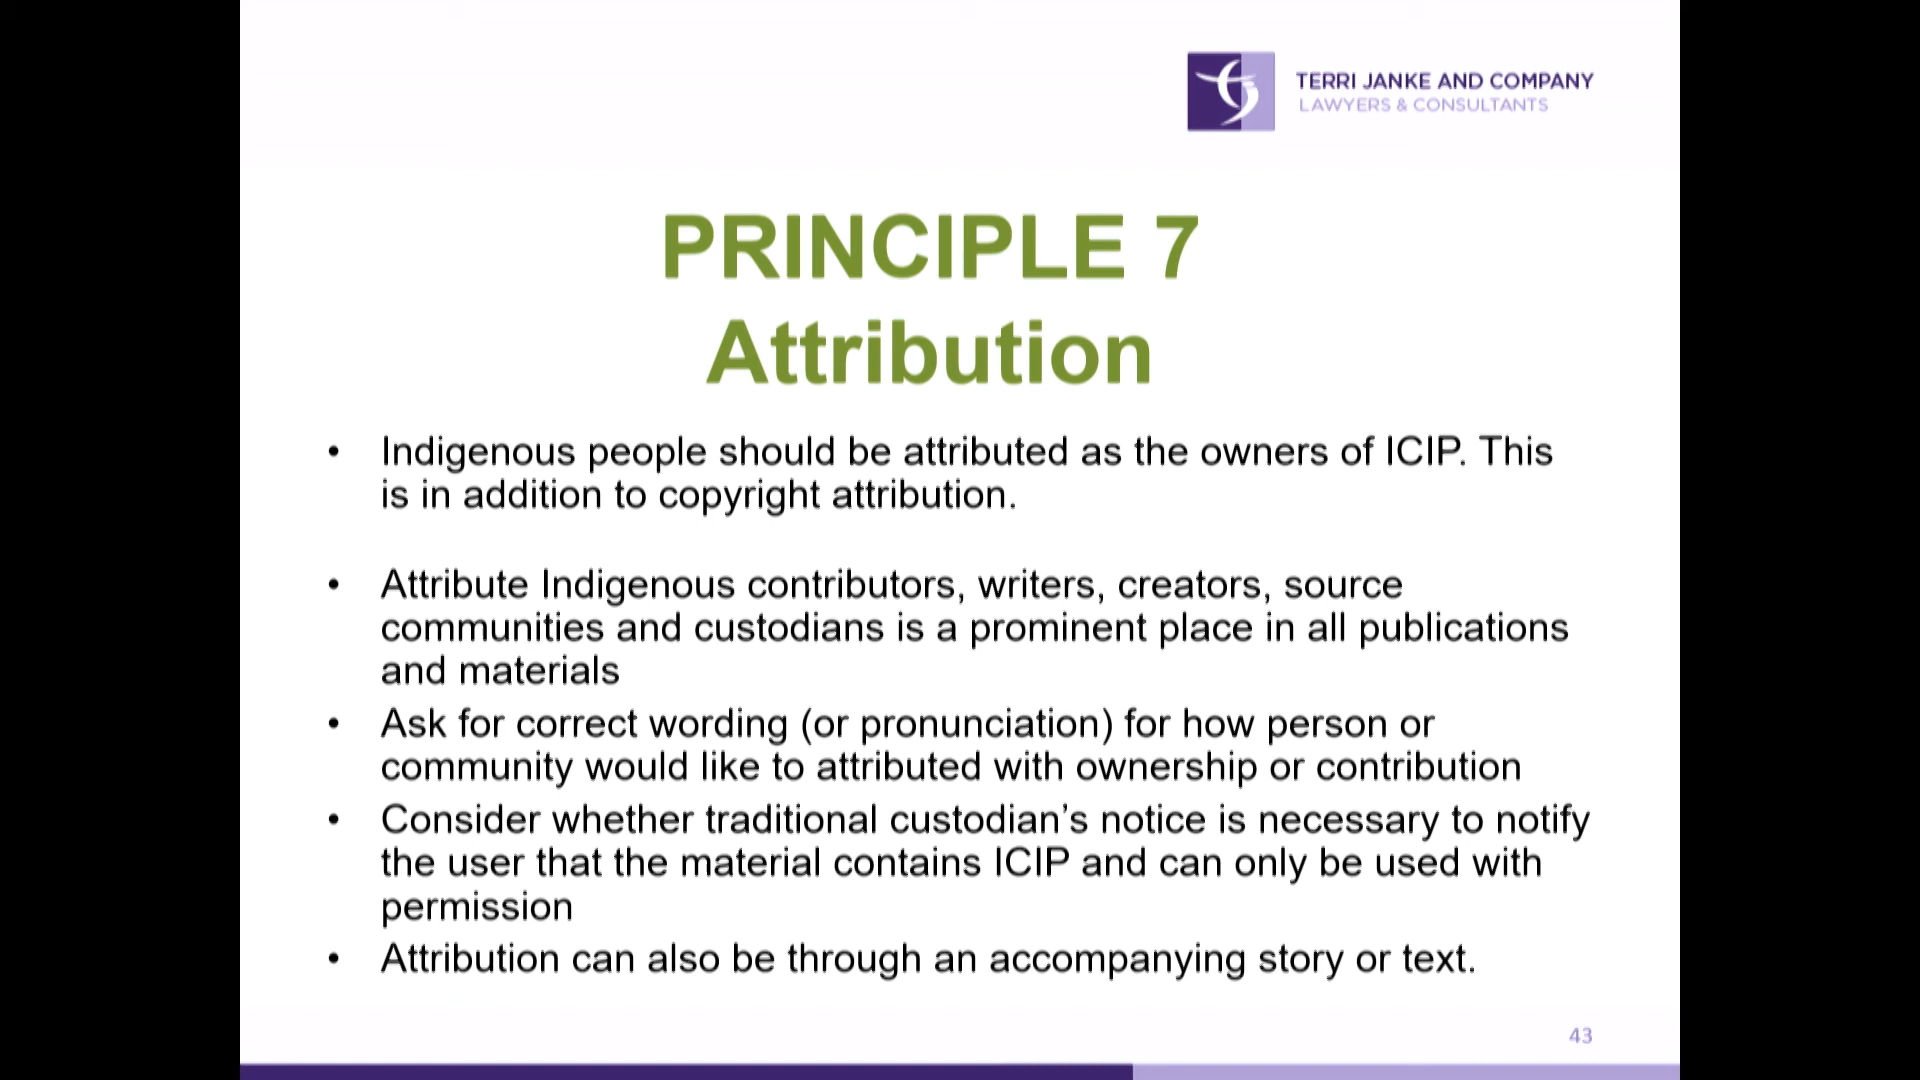 TERRI JANKE AND COMPANY
LAWYERS & CONSULTANTS
PRINCIPLE 7
Attribution
• Indigenous people should be attributed as the owners of ICIP. This
is in addition to copyright attribution.
• Attribute Indigenous contributors, writers, creators, source
communities and custodians is a prominent place in all publications
and materials
• Ask for correct wording (or pronunciation) for how person or
community would like to attributed with ownership or contribution
• Consider whether traditional custodian’s notice is necessary to notify
the user that the material contains ICIP and can only be used with
permission
• Attribution can also be through an accompanying story or text.
43